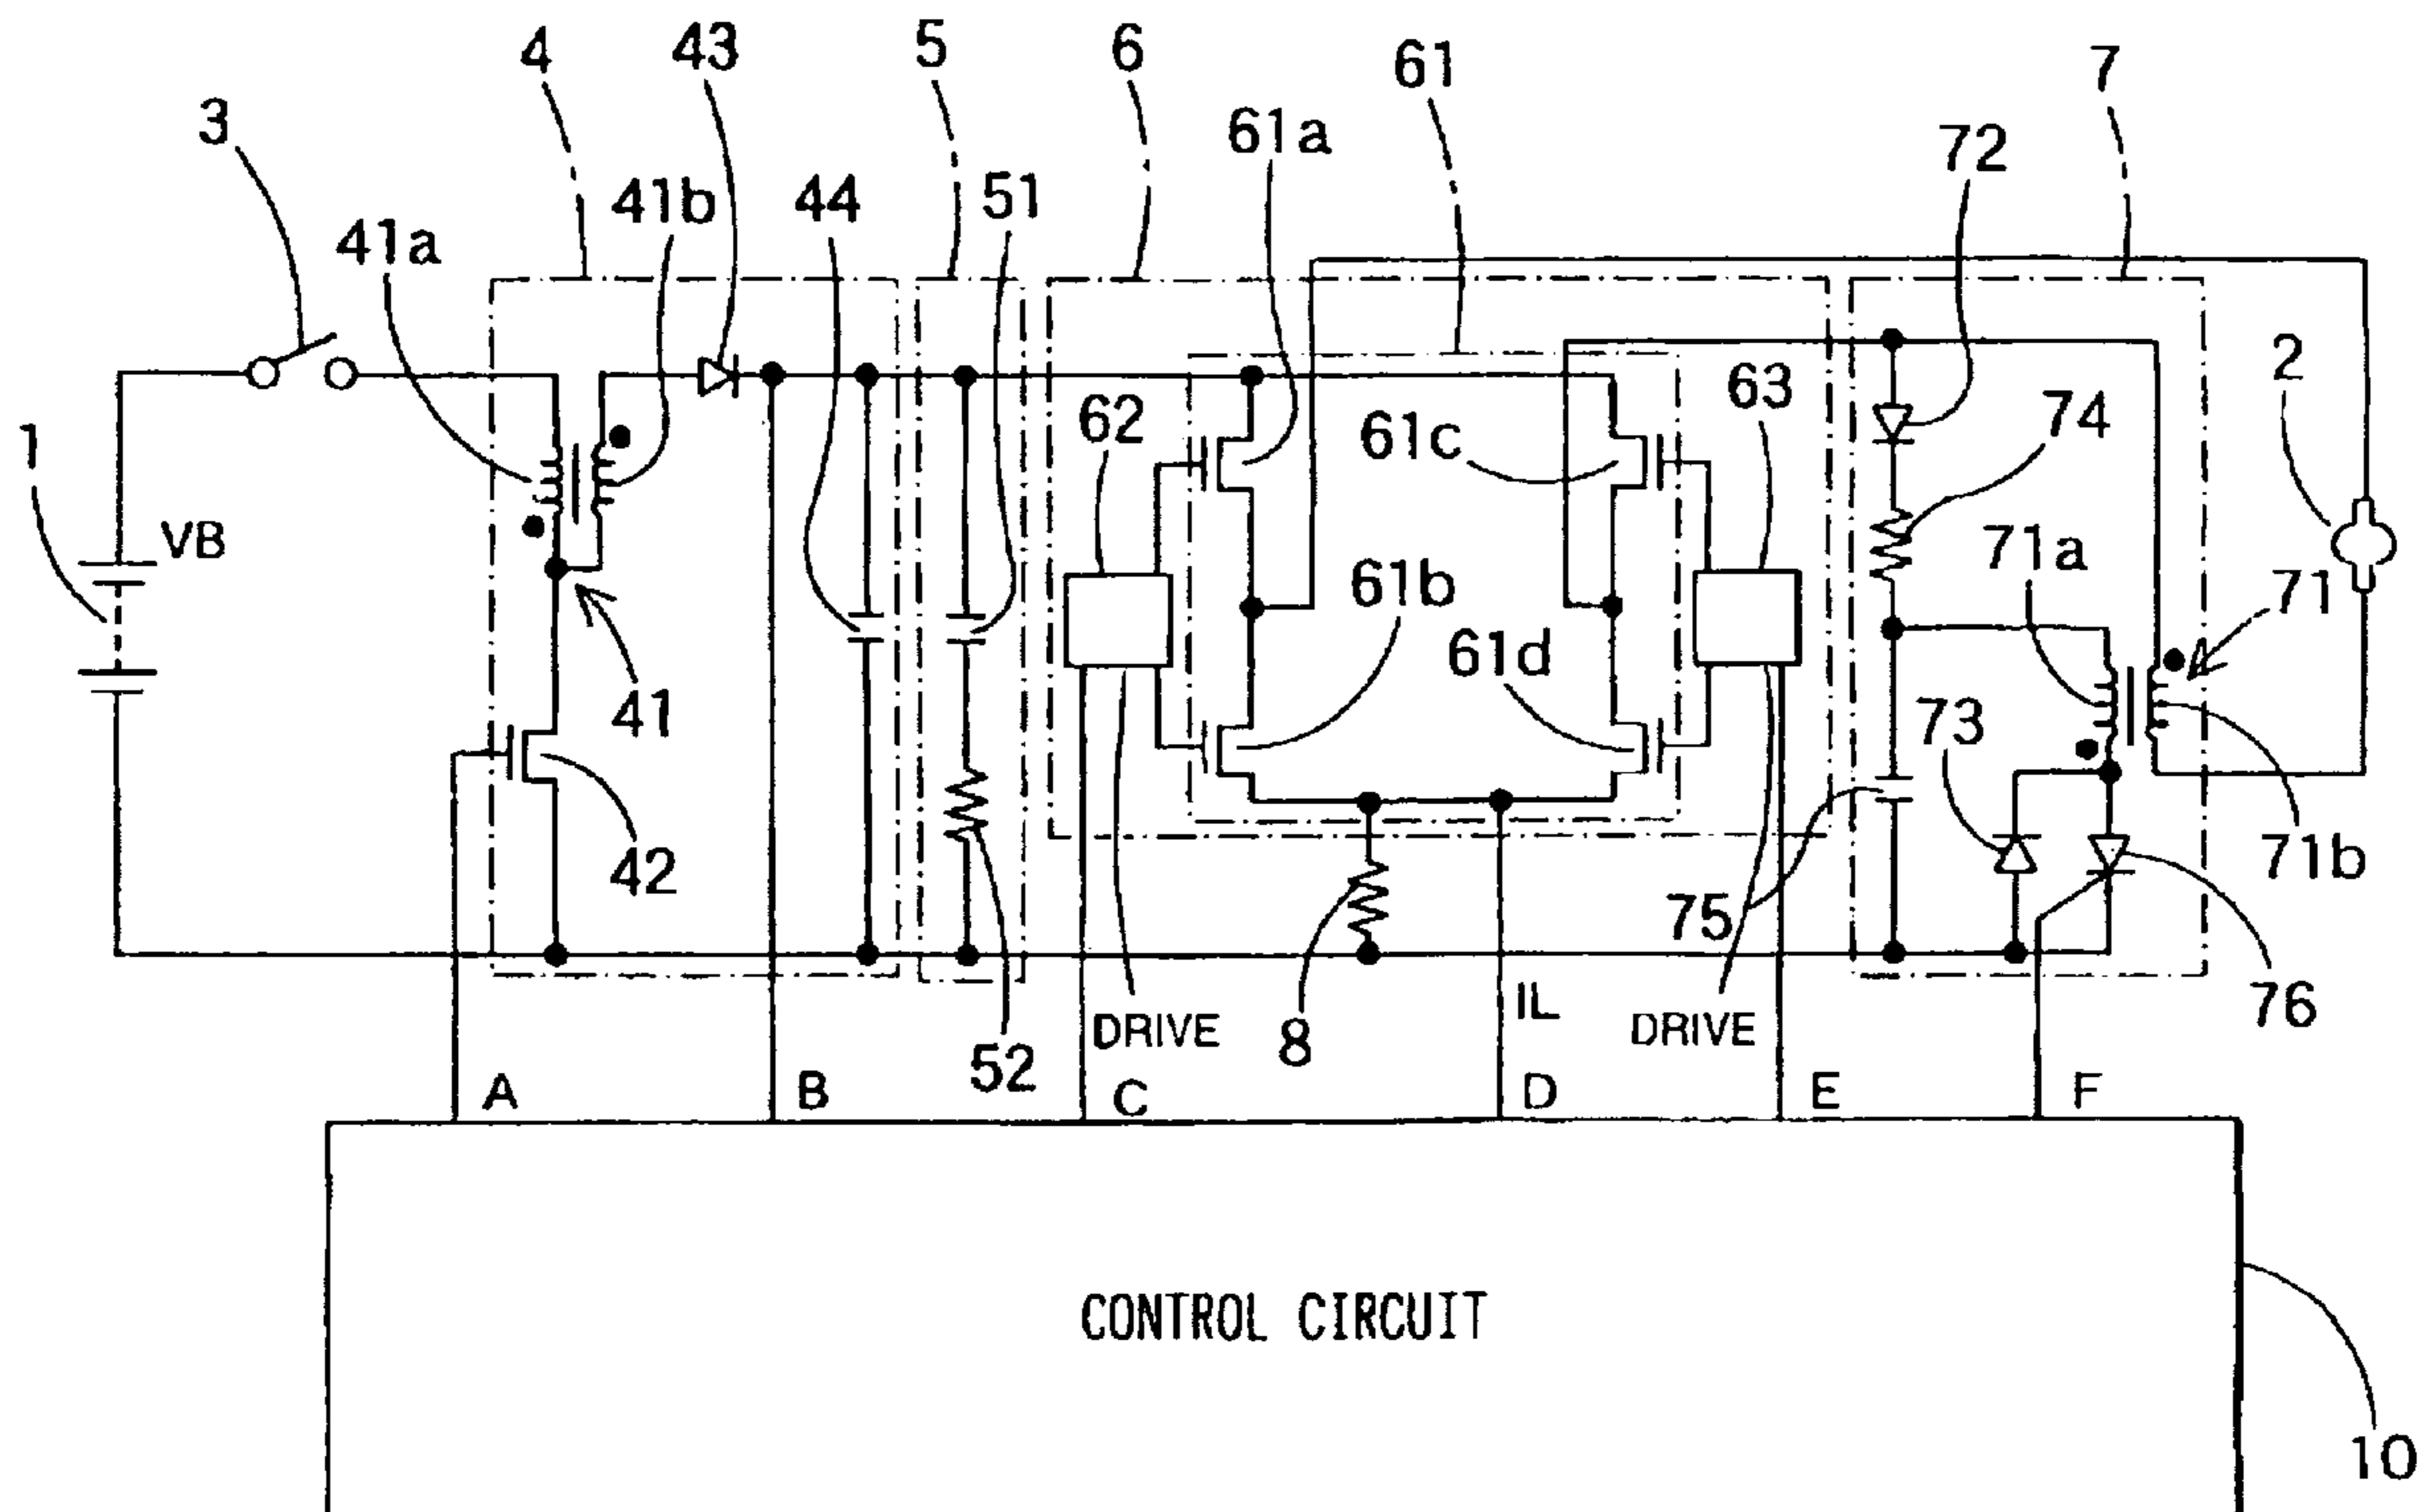 4 43 5 6 61 7
3 61a 72
41a 41b 44 51
1 VB 62 61c 63 74 2
61b 71a 71
41 61d 73
42 75 71b
DRIVE 8 IL DRIVE 76
52
A B C D E F
CONTROL CIRCUIT
10